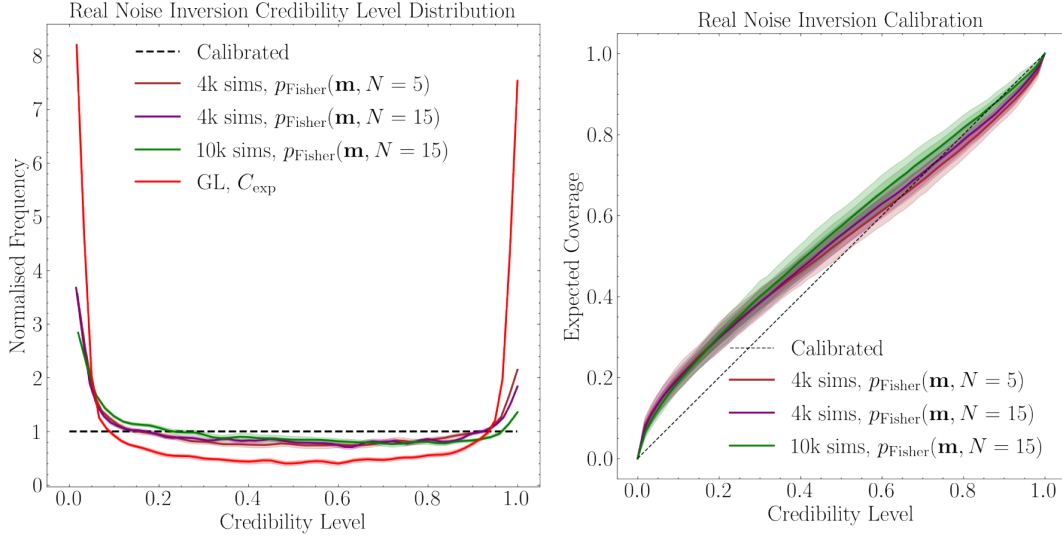 Real Noise Inversion Credibility Level Distribution
Normalised Frequency
8
7
6
5
4
3
2
1
0
Calibrated
4k sims, p_Fisher(m, N = 5)
4k sims, p_Fisher(m, N = 15)
10k sims, p_Fisher(m, N = 15)
GL, C_exp
0.0 0.2 0.4 0.6 0.8 1.0
Credibility Level
Real Noise Inversion Calibration
Expected Coverage
1.0
0.8
0.6
0.4
0.2
0.0
Calibrated
4k sims, p_Fisher(m, N = 5)
4k sims, p_Fisher(m, N = 15)
10k sims, p_Fisher(m, N = 15)
0.0 0.2 0.4 0.6 0.8 1.0
Credibility Level